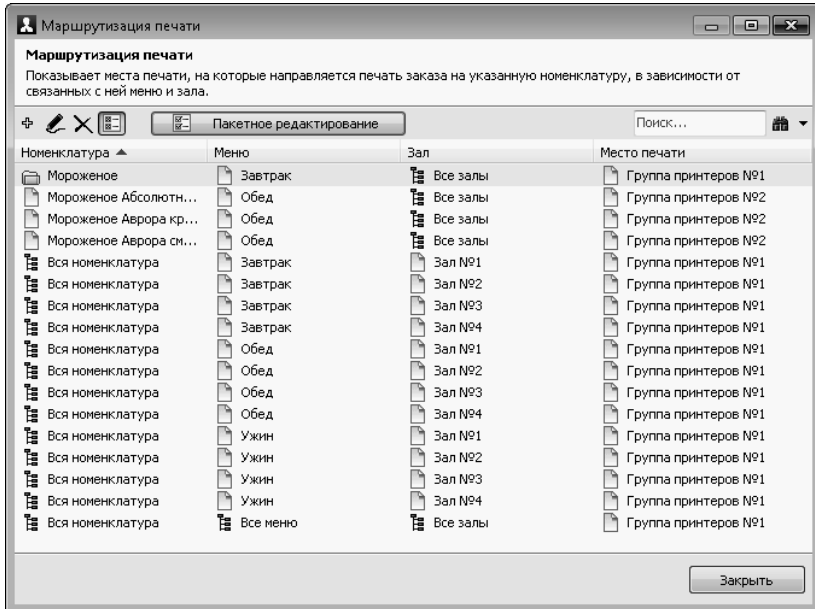 Маршрутизация печати
Маршрутизация печати
Показывает места печати, на которые направляется печать заказа на указанную номенклатуру, в зависимости от
связанных с ней меню и зала.
Пакетное редактирование Поиск...
Номенклатура Меню Зал Место печати
Мороженое Завтрак Все залы Группа принтеров №1
Мороженое Абсолютн... Обед Все залы Группа принтеров №2
Мороженое Аврора кр... Обед Все залы Группа принтеров №2
Мороженое Аврора см... Обед Все залы Группа принтеров №2
Вся номенклатура Завтрак Зал №1 Группа принтеров №1
Вся номенклатура Завтрак Зал №2 Группа принтеров №1
Вся номенклатура Завтрак Зал №3 Группа принтеров №1
Вся номенклатура Завтрак Зал №4 Группа принтеров №1
Вся номенклатура Обед Зал №1 Группа принтеров №1
Вся номенклатура Обед Зал №2 Группа принтеров №1
Вся номенклатура Обед Зал №3 Группа принтеров №1
Вся номенклатура Обед Зал №4 Группа принтеров №1
Вся номенклатура Ужин Зал №1 Группа принтеров №1
Вся номенклатура Ужин Зал №2 Группа принтеров №1
Вся номенклатура Ужин Зал №3 Группа принтеров №1
Вся номенклатура Ужин Зал №4 Группа принтеров №1
Вся номенклатура Все меню Все залы Группа принтеров №1
Закрыть